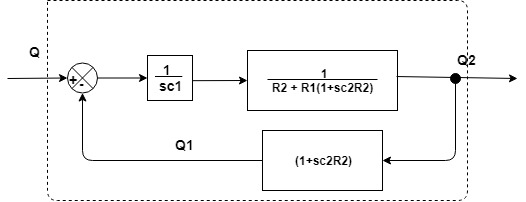 Q
Q2
+
-
1
sc1
1
R2 + R1(1+sc2R2)
Q1
(1+sc2R2)